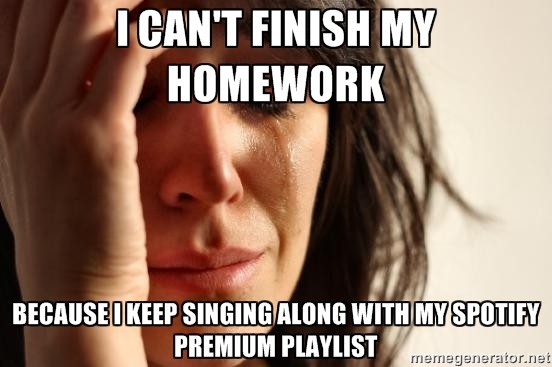 I CAN'T FINISH MY
HOMEWORK
BECAUSE I KEEP SINGING ALONG WITH MY SPOTIFY
PREMIUM PLAYLIST
memegenerator.net